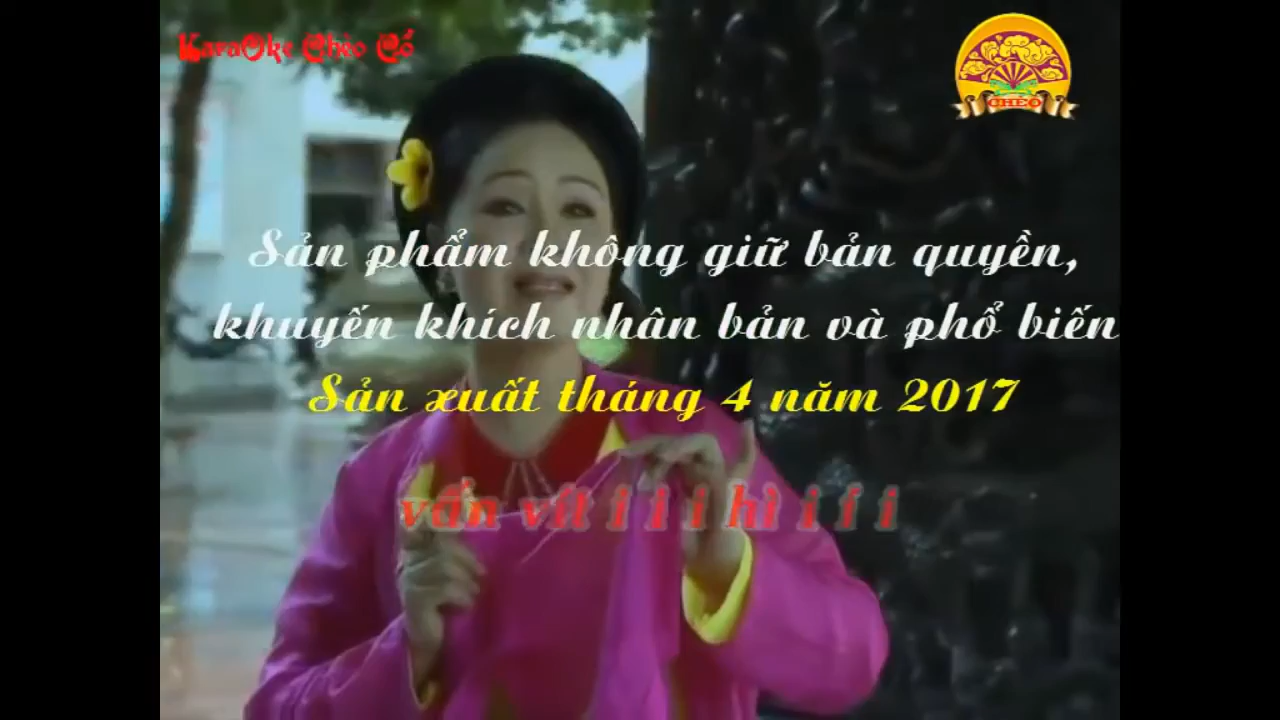 KaraOke Chèo Cổ
CHÈO
Sản phẩm không giữ bản quyền,
khuyến khích nhân bản và phổ biến
Sản xuất tháng 4 năm 2017
vấn vít i i i hì i í i